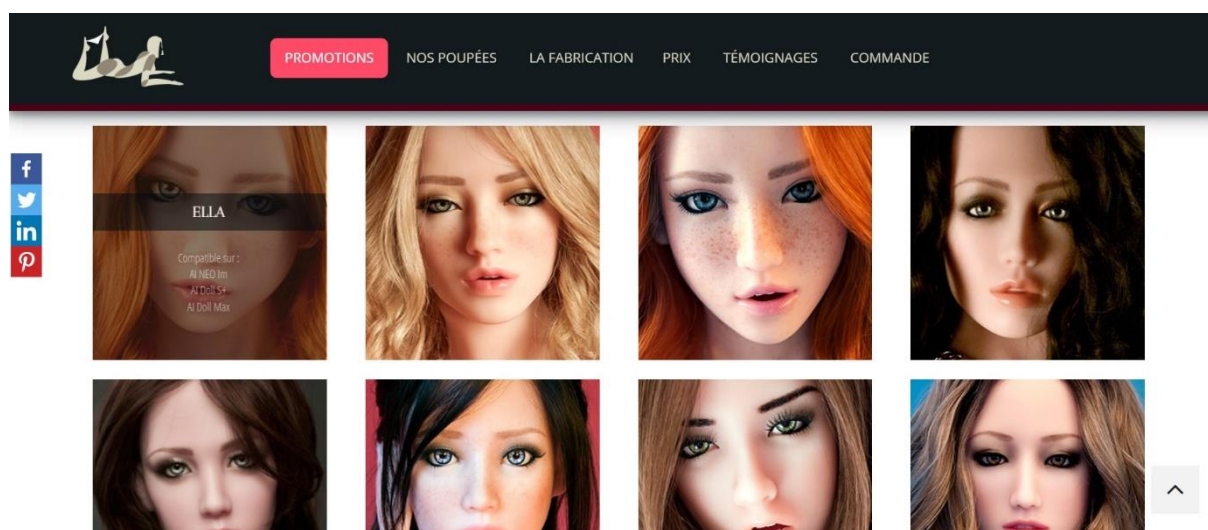 PROMOTIONS NOS POUPÉES LA FABRICATION PRIX TÉMOIGNAGES COMMANDE
f
in
ELLA
Compatible sur :
AI NEO Im
AI Doll S+
AI Doll Max